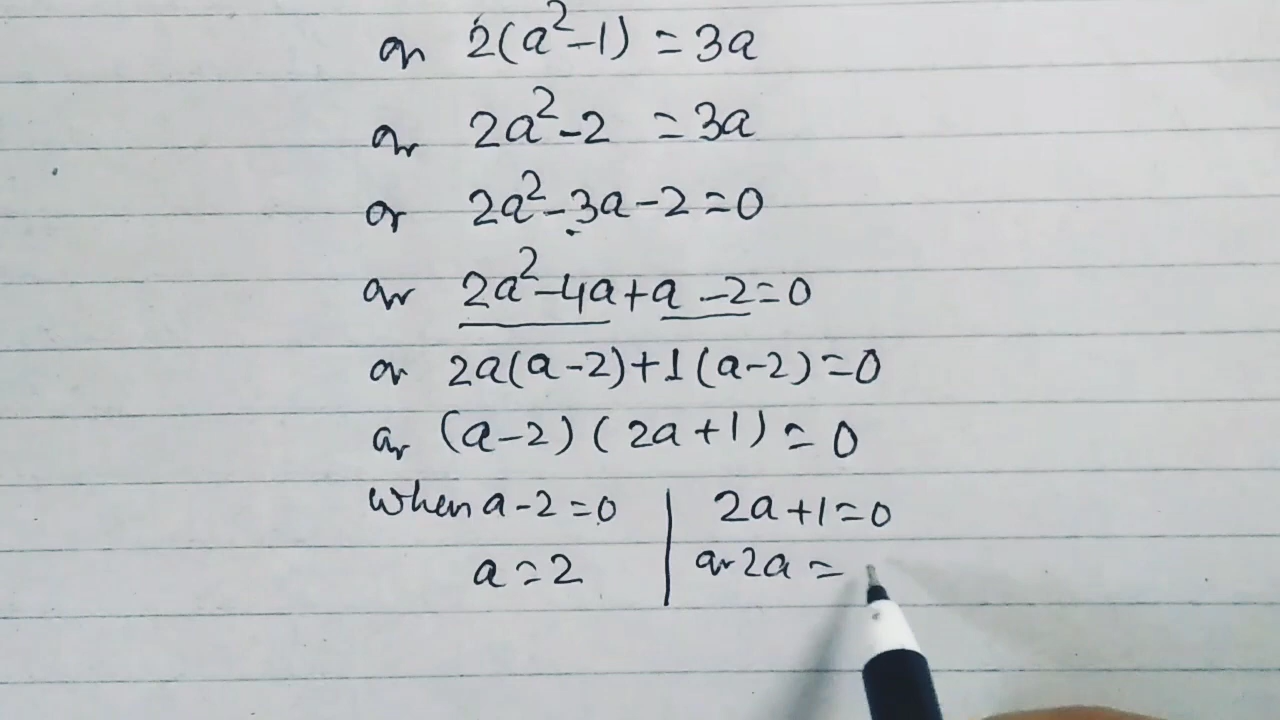 or 2(a²-1) = 3a
or 2a²-2 = 3a
or 2a²-3a-2=0
or 2a²-4a+a-2=0
or 2a(a-2)+1(a-2)=0
or (a-2)(2a+1)=0
When a-2=0 | 2a+1=0
a=2 | or 2a=